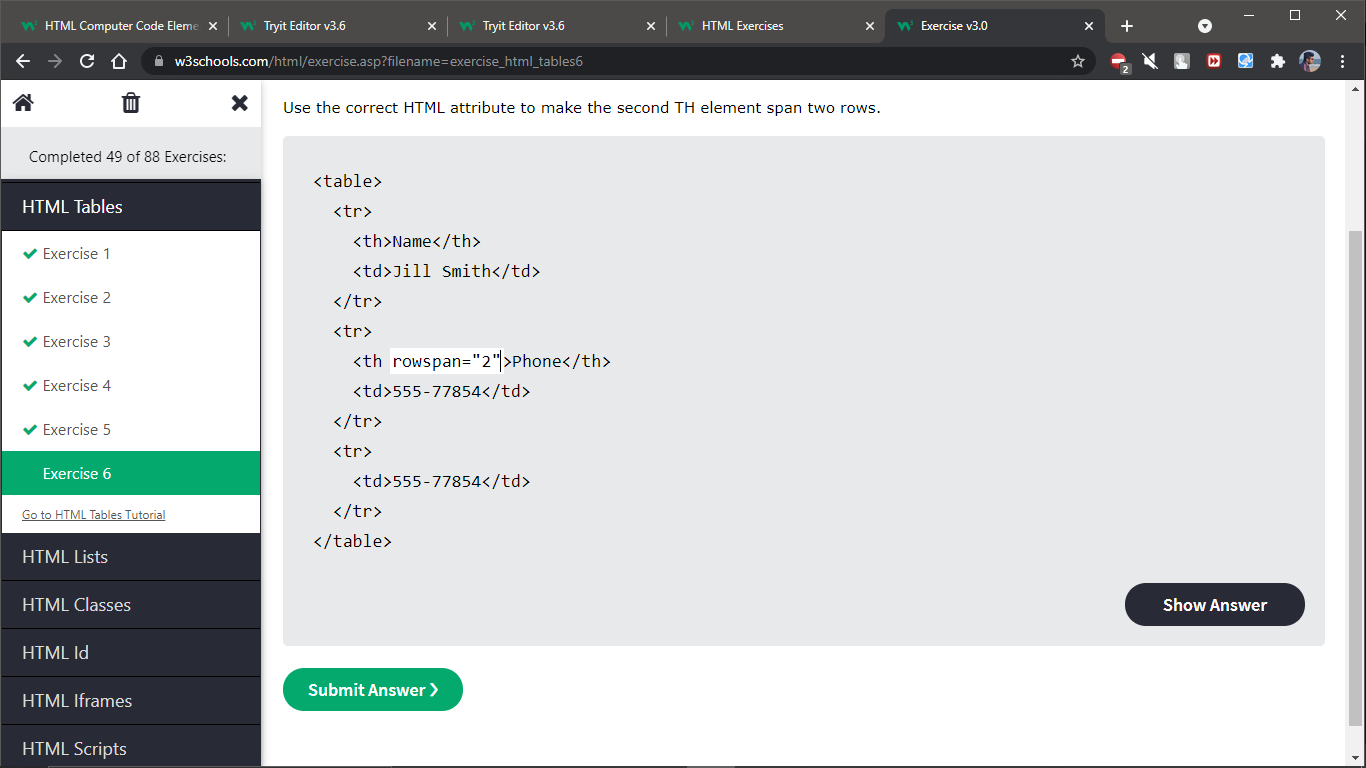 HTML Computer Code Eleme
Tryit Editor v3.6
Tryit Editor v3.6
HTML Exercises
Exercise v3.0
w3schools.com/html/exercise.asp?filename=exercise_html_tables6
2
Completed 49 of 88 Exercises:
HTML Tables
Exercise 1
Exercise 2
Exercise 3
Exercise 4
Exercise 5
Exercise 6
Go to HTML Tables Tutorial
HTML Lists
HTML Classes
HTML Id
HTML Iframes
HTML Scripts
Use the correct HTML attribute to make the second TH element span two rows.
<table>
<tr>
<th>Name</th>
<td>Jill Smith</td>
</tr>
<tr>
<th rowspan="2">Phone</th>
<td>555-77854</td>
</tr>
<tr>
<td>555-77854</td>
</tr>
</table>
Show Answer
Submit Answer ❯